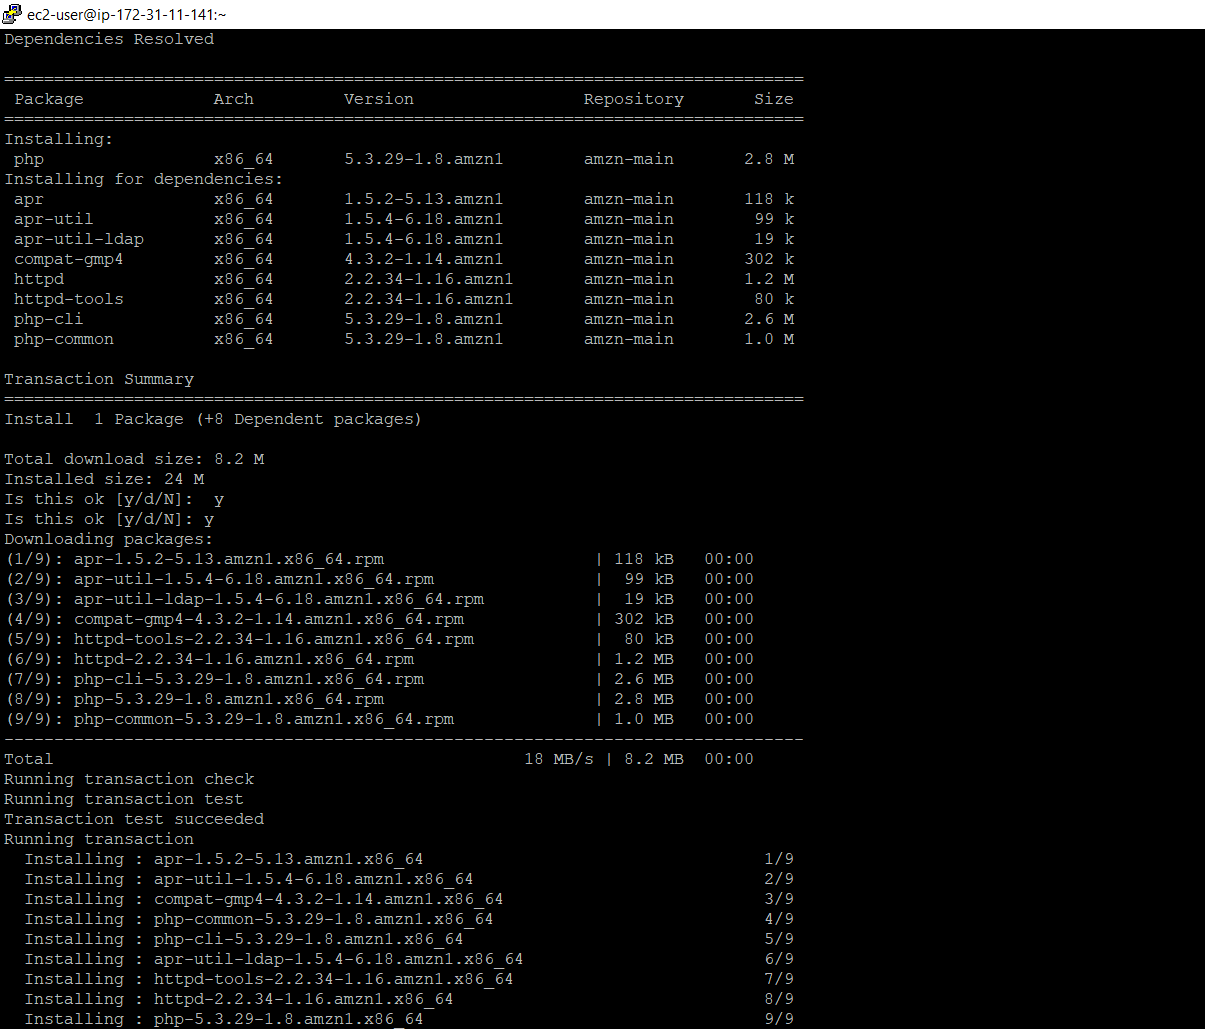 ec2-user@ip-172-31-11-141:~
Dependencies Resolved
================================================================================
 Package             Arch         Version                 Repository       Size
================================================================================
Installing:
 php                 x86_64       5.3.29-1.8.amzn1        amzn-main       2.8 M
Installing for dependencies:
 apr                 x86_64       1.5.2-5.13.amzn1        amzn-main       118 k
 apr-util            x86_64       1.5.4-6.18.amzn1        amzn-main        99 k
 apr-util-ldap       x86_64       1.5.4-6.18.amzn1        amzn-main        19 k
 compat-gmp4         x86_64       4.3.2-1.14.amzn1        amzn-main       302 k
 httpd               x86_64       2.2.34-1.16.amzn1       amzn-main       1.2 M
 httpd-tools         x86_64       2.2.34-1.16.amzn1       amzn-main        80 k
 php-cli             x86_64       5.3.29-1.8.amzn1        amzn-main       2.6 M
 php-common          x86_64       5.3.29-1.8.amzn1        amzn-main       1.0 M
Transaction Summary
================================================================================
Install  1 Package (+8 Dependent packages)
Total download size: 8.2 M
Installed size: 24 M
Is this ok [y/d/N]:  y
Is this ok [y/d/N]: y
Downloading packages:
(1/9): apr-1.5.2-5.13.amzn1.x86_64.rpm                     | 118 kB   00:00
(2/9): apr-util-1.5.4-6.18.amzn1.x86_64.rpm                |  99 kB   00:00
(3/9): apr-util-ldap-1.5.4-6.18.amzn1.x86_64.rpm           |  19 kB   00:00
(4/9): compat-gmp4-4.3.2-1.14.amzn1.x86_64.rpm             | 302 kB   00:00
(5/9): httpd-tools-2.2.34-1.16.amzn1.x86_64.rpm            |  80 kB   00:00
(6/9): httpd-2.2.34-1.16.amzn1.x86_64.rpm                  | 1.2 MB   00:00
(7/9): php-cli-5.3.29-1.8.amzn1.x86_64.rpm                 | 2.6 MB   00:00
(8/9): php-5.3.29-1.8.amzn1.x86_64.rpm                     | 2.8 MB   00:00
(9/9): php-common-5.3.29-1.8.amzn1.x86_64.rpm              | 1.0 MB   00:00
--------------------------------------------------------------------------------
Total                                               18 MB/s | 8.2 MB  00:00
Running transaction check
Running transaction test
Transaction test succeeded
Running transaction
  Installing : apr-1.5.2-5.13.amzn1.x86_64                                  1/9
  Installing : apr-util-1.5.4-6.18.amzn1.x86_64                             2/9
  Installing : compat-gmp4-4.3.2-1.14.amzn1.x86_64                          3/9
  Installing : php-common-5.3.29-1.8.amzn1.x86_64                           4/9
  Installing : php-cli-5.3.29-1.8.amzn1.x86_64                              5/9
  Installing : apr-util-ldap-1.5.4-6.18.amzn1.x86_64                        6/9
  Installing : httpd-tools-2.2.34-1.16.amzn1.x86_64                         7/9
  Installing : httpd-2.2.34-1.16.amzn1.x86_64                               8/9
  Installing : php-5.3.29-1.8.amzn1.x86_64                                  9/9